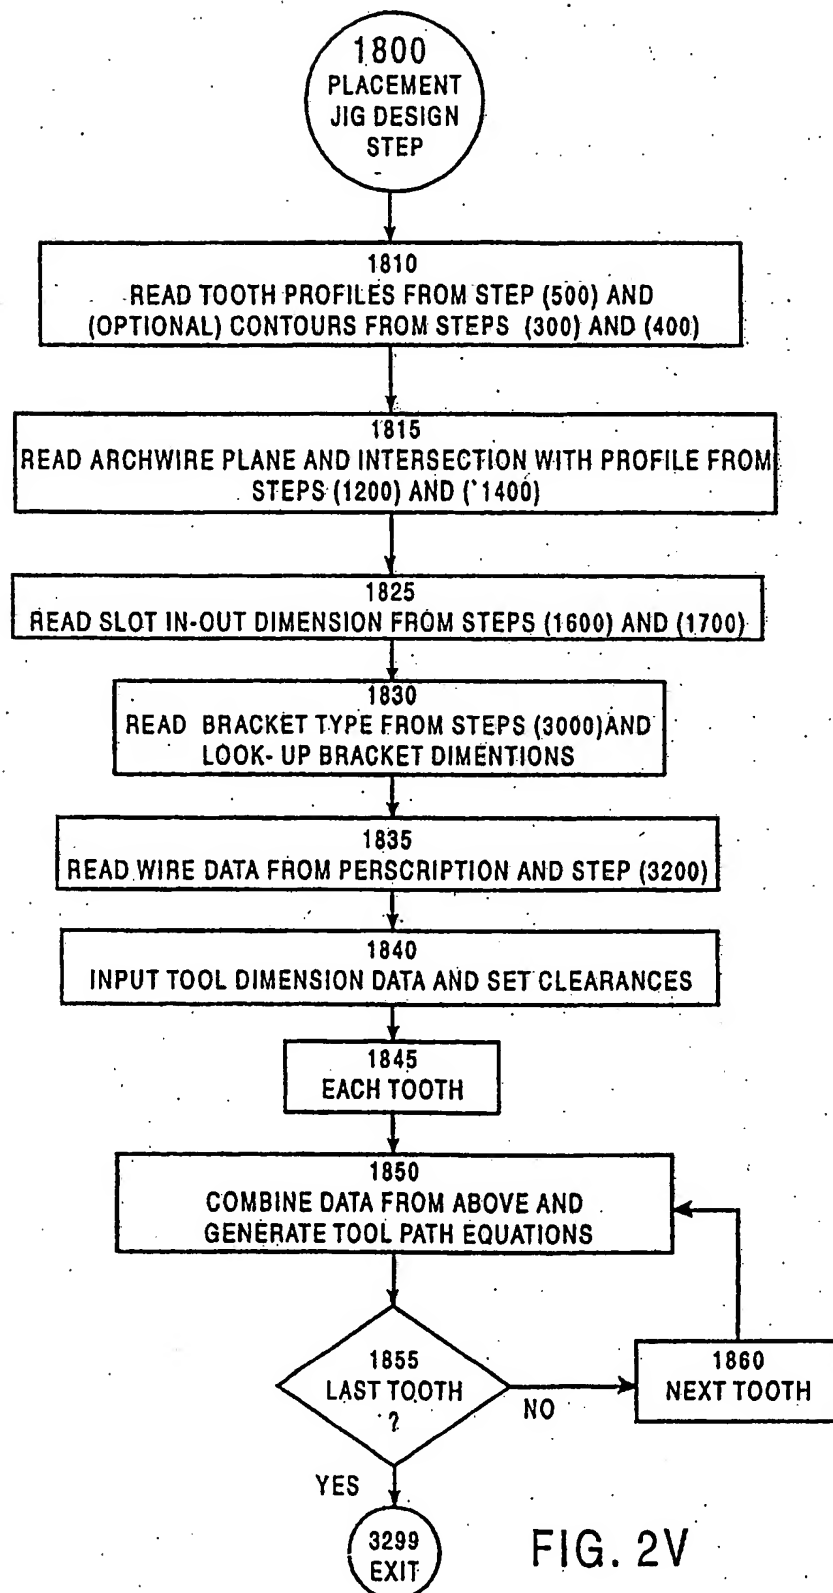 1800
PLACEMENT
JIG DESIGN
STEP
1810
READ TOOTH PROFILES FROM STEP (500) AND
(OPTIONAL) CONTOURS FROM STEPS (300) AND (400)
1815
READ ARCHWIRE PLANE AND INTERSECTION WITH PROFILE FROM
STEPS (1200) AND (1400)
1825
READ SLOT IN-OUT DIMENSION FROM STEPS (1600) AND (1700)
1830
READ BRACKET TYPE FROM STEPS (3000)AND
LOOK-UP BRACKET DIMENTIONS
1835
READ WIRE DATA FROM PERSCRIPTION AND STEP (3200)
1840
INPUT TOOL DIMENSION DATA AND SET CLEARANCES
1845
EACH TOOTH
1850
COMBINE DATA FROM ABOVE AND
GENERATE TOOL PATH EQUATIONS
1855
LAST TOOTH
?
NO
1860
NEXT TOOTH
YES
3299
EXIT
FIG. 2V